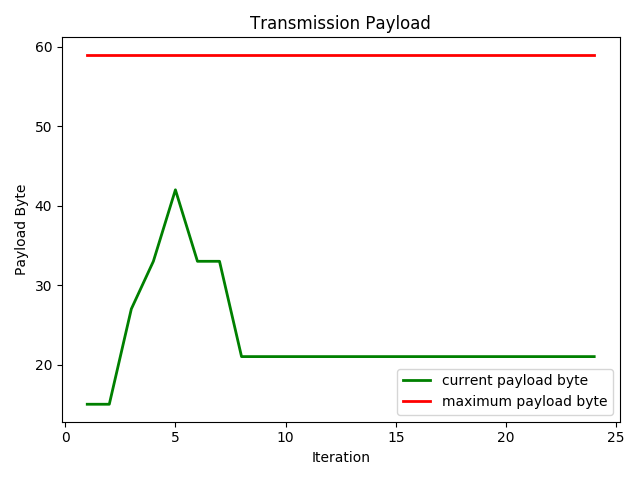 Transmission Payload
60
50
40
30
20
Payload Byte
0
5
10
15
20
25
Iteration
current payload byte
maximum payload byte